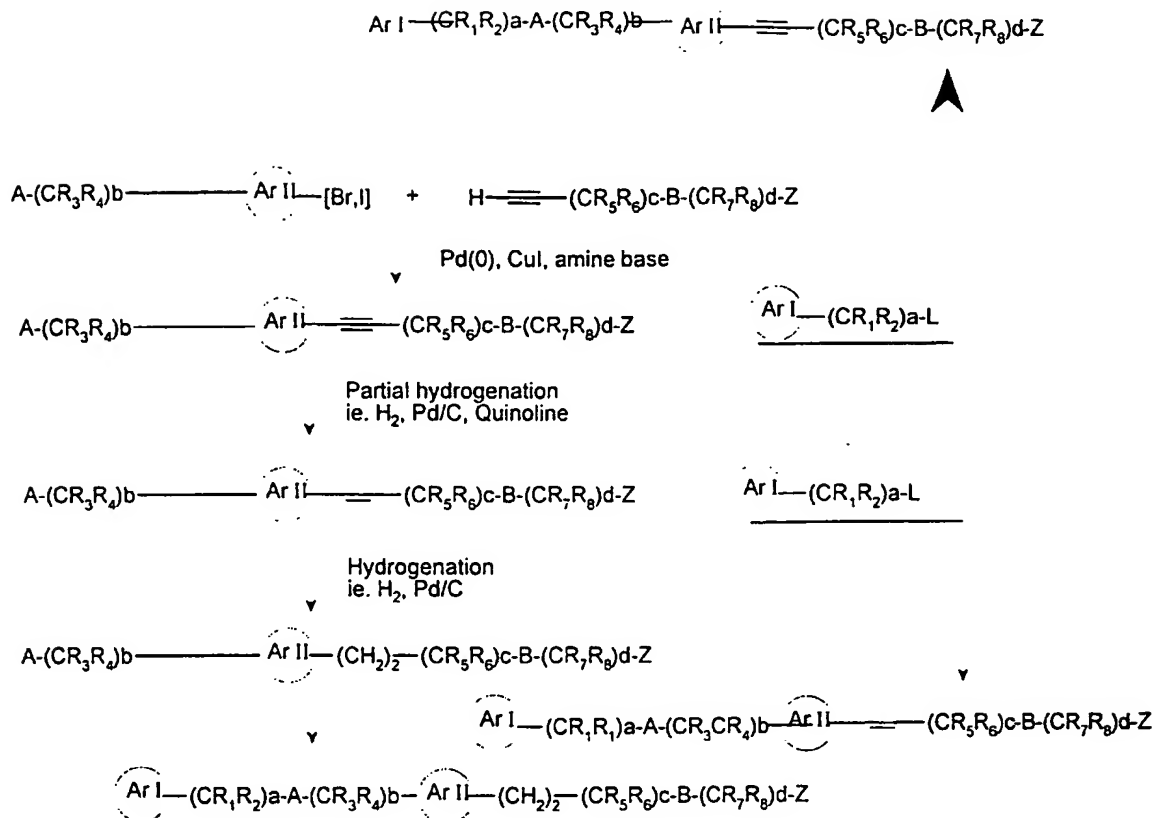 Ar I—(CR₁R₂)a-A-(CR₃R₄)b—Ar II—≡—(CR₅R₆)c-B-(CR₇R₈)d-Z
A-(CR₃R₄)b—Ar II—[Br,I] + H—≡—(CR₅R₆)c-B-(CR₇R₈)d-Z
Pd(0), CuI, amine base
A-(CR₃R₄)b—Ar II—≡—(CR₅R₆)c-B-(CR₇R₈)d-Z
Ar I—(CR₁R₂)a-L
Partial hydrogenation
ie. H₂, Pd/C, Quinoline
A-(CR₃R₄)b—Ar II—=—(CR₅R₆)c-B-(CR₇R₈)d-Z
Ar I—(CR₁R₂)a-L
Hydrogenation
ie. H₂, Pd/C
A-(CR₃R₄)b—Ar II—(CH₂)₂—(CR₅R₆)c-B-(CR₇R₈)d-Z
Ar I—(CR₁R₁)a-A-(CR₃CR₄)b—Ar II—=—(CR₅R₆)c-B-(CR₇R₈)d-Z
Ar I—(CR₁R₂)a-A-(CR₃R₄)b—Ar II—(CH₂)₂—(CR₅R₆)c-B-(CR₇R₈)d-Z